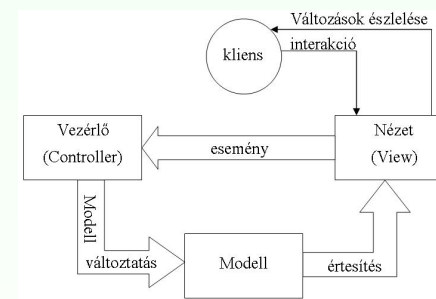 Változások észlelése
kliens
interakció
Vezérlő
(Controller)
esemény
Nézet
(View)
Modell
változtatás
Modell
értesítés